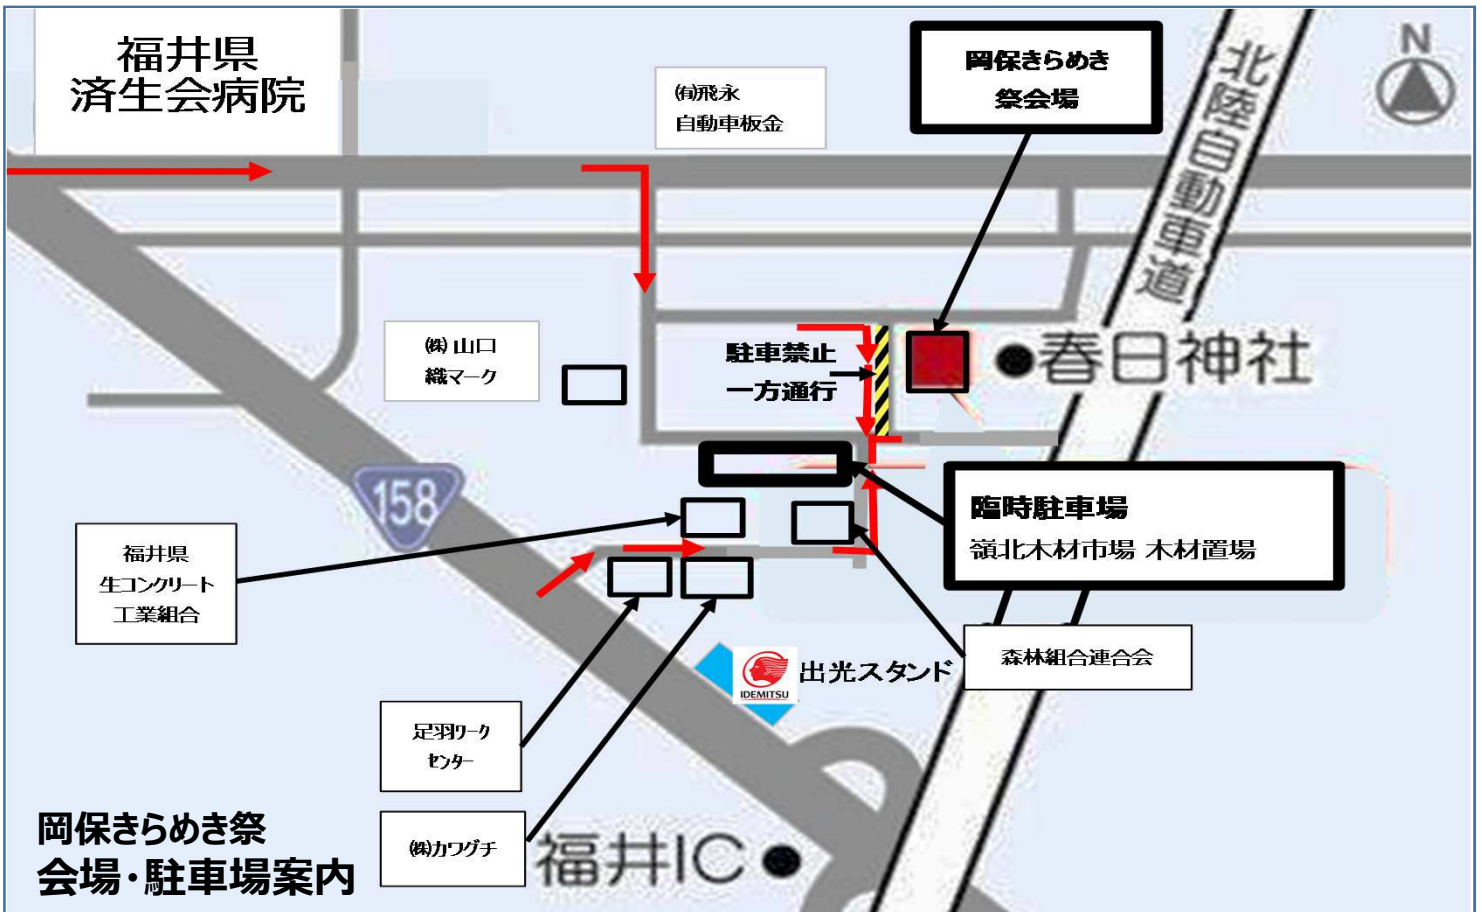 福井県
済生会病院
㈲飛永
自動車板金
岡保きらめき
祭会場
N
北陸自動車道
㈱山口
織マーク
駐車禁止
一方通行
春日神社
158
臨時駐車場
嶺北木材市場 木材置場
福井県
生コンクリート
工業組合
森林組合連合会
IDEMITSU
出光スタンド
足羽ワーク
センター
㈱カワグチ
福井IC
岡保きらめき祭
会場・駐車場案内